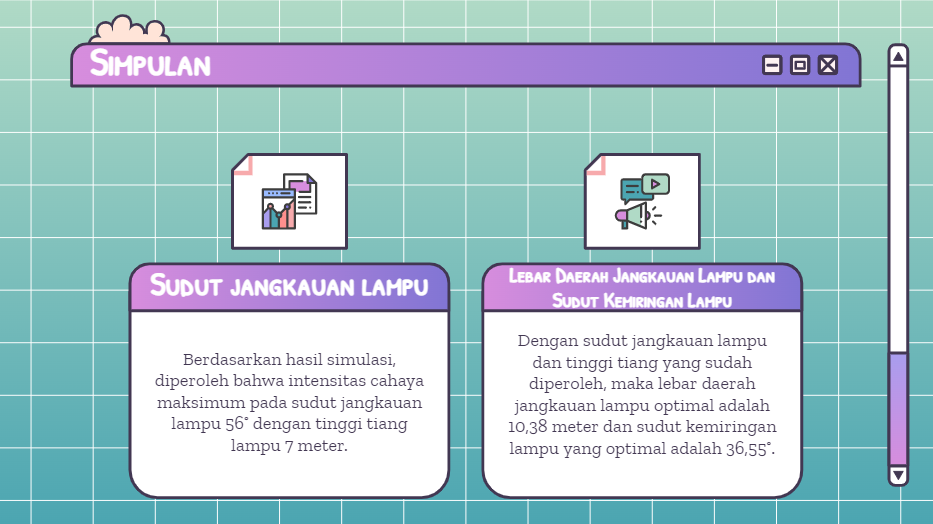 Simpulan
Sudut jangkauan lampu
Berdasarkan hasil simulasi,
diperoleh bahwa intensitas cahaya
maksimum pada sudut jangkauan
lampu 56° dengan tinggi tiang
lampu 7 meter.
Lebar Daerah Jangkauan Lampu dan
Sudut Kemiringan Lampu
Dengan sudut jangkauan lampu
dan tinggi tiang yang sudah
diperoleh, maka lebar daerah
jangkauan lampu optimal adalah
10,38 meter dan sudut kemiringan
lampu yang optimal adalah 36,55°.